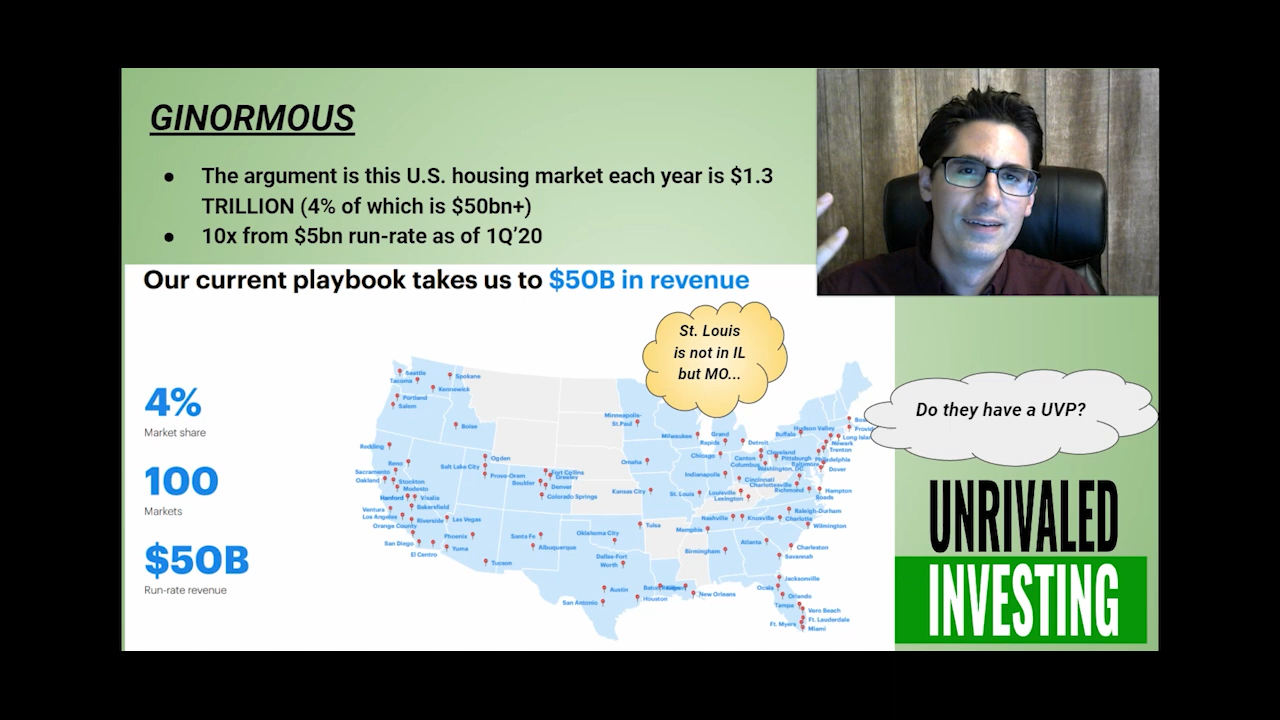 GINORMOUS
● The argument is this U.S. housing market each year is $1.3
TRILLION (4% of which is $50bn+)
● 10x from $5bn run-rate as of 1Q’20
Our current playbook takes us to $50B in revenue
St. Louis
is not in IL
but MO...
4%
Market share
100
Markets
$50B
Run-rate revenue
Do they have a UVP?
UNRIVALED
INVESTING
Seattle
Tacoma
Spokane
Kennewick
Portland
Salem
Boise
Redding
Reno
Sacramento
Oakland
Stockton
Modesto
Hanford
Visalia
Bakersfield
Ventura
Los Angeles
Orange County
Riverside
Las Vegas
San Diego
El Centro
Phoenix
Yuma
Tucson
Ogden
Salt Lake City
Provo-Orem
Fort Collins
Greeley
Boulder
Denver
Colorado Springs
Santa Fe
Albuquerque
Minneapolis-
St.Paul
Omaha
Kansas City
St. Louis
Tulsa
Oklahoma City
Dallas-Fort
Worth
Austin
San Antonio
Houston
New Orleans
Milwaukee
Grand
Rapids
Detroit
Chicago
Indianapolis
Canton
Cleveland
Columbus
Cincinnati
Louisville
Lexington
Nashville
Knoxville
Memphis
Birmingham
Atlanta
Charlotte
Raleigh-Durham
Wilmington
Charleston
Savannah
Jacksonville
Ocala
Orlando
Tampa
Vero Beach
Ft. Lauderdale
Ft. Myers
Miami
Buffalo
Hudson Valley
Pittsburgh
Philadelphia
Baltimore
Washington, DC
Dover
Charlottesville
Richmond
Hampton
Roads
Newark
Trenton